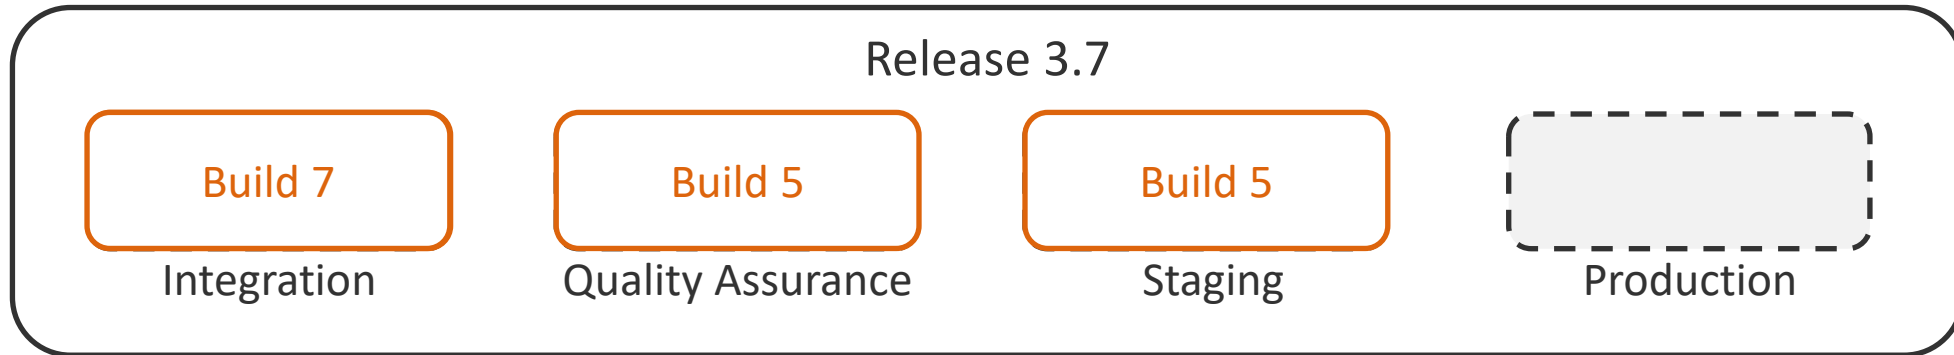 Release 3.7
Build 7
Build 5
Build 5
Integration
Quality Assurance
Staging
Production